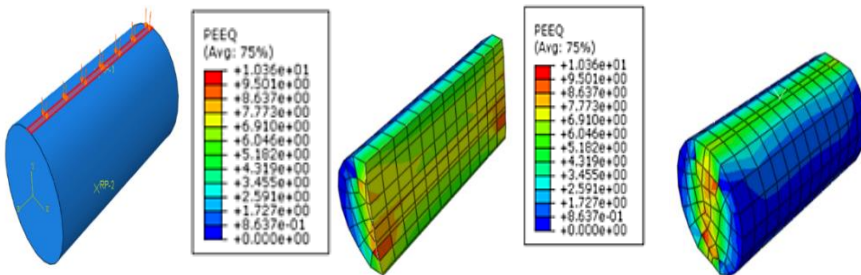 RP-2
PEEQ
(Avg: 75%)
+1.036e+01
+9.501e+00
+8.637e+00
+7.773e+00
+6.910e+00
+6.046e+00
+5.182e+00
+4.319e+00
+3.455e+00
+2.591e+00
+1.727e+00
+8.637e-01
+0.000e+00
PEEQ
(Avg: 75%)
+1.036e+01
+9.501e+00
+8.637e+00
+7.773e+00
+6.910e+00
+6.046e+00
+5.182e+00
+4.319e+00
+3.455e+00
+2.591e+00
+1.727e+00
+8.637e-01
+0.000e+00